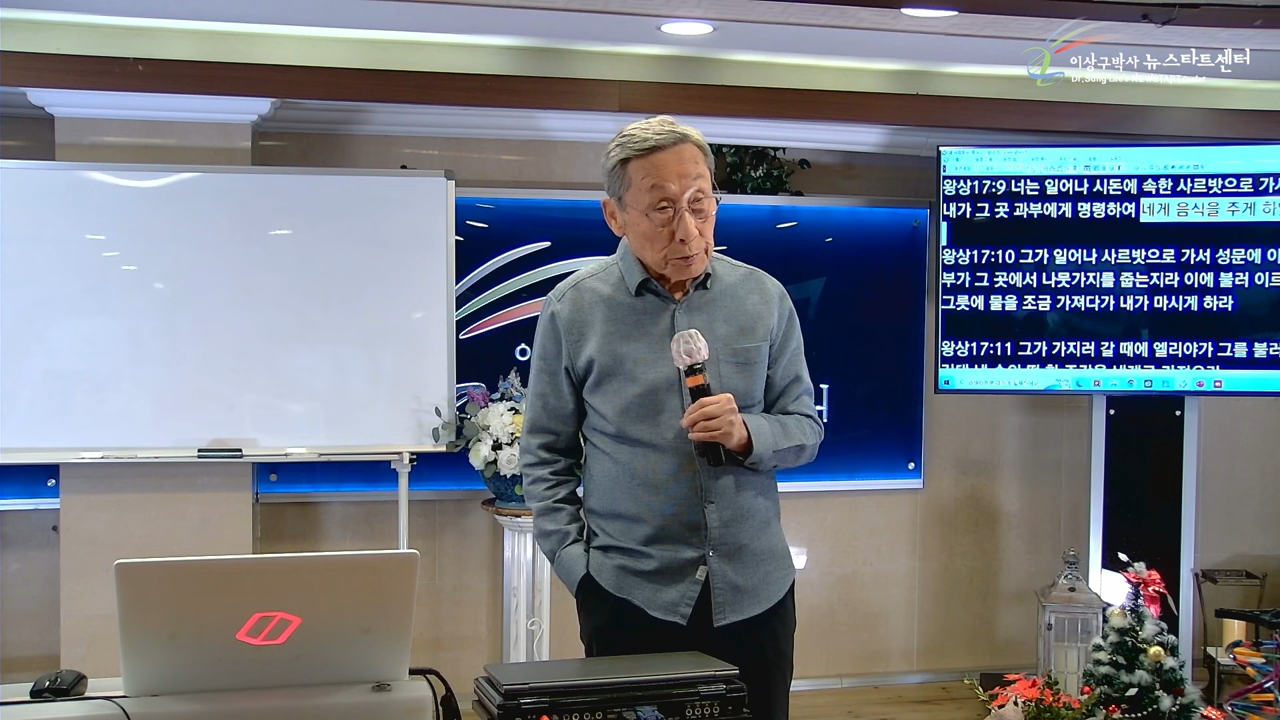 이상구박사 뉴스타트센터
왕상17:9 너는 일어나 시돈에 속한 사르밧으로 가서
내가 그 곳 과부에게 명령하여 네게 음식을 주게 하
왕상17:10 그가 일어나 사르밧으로 가서 성문에 이
부가 그 곳에서 나뭇가지를 줍는지라 이에 불러 이르
그릇에 물을 조금 가져다가 내가 마시게 하라
왕상17:11 그가 가지러 갈 때에 엘리야가 그를 불러
H